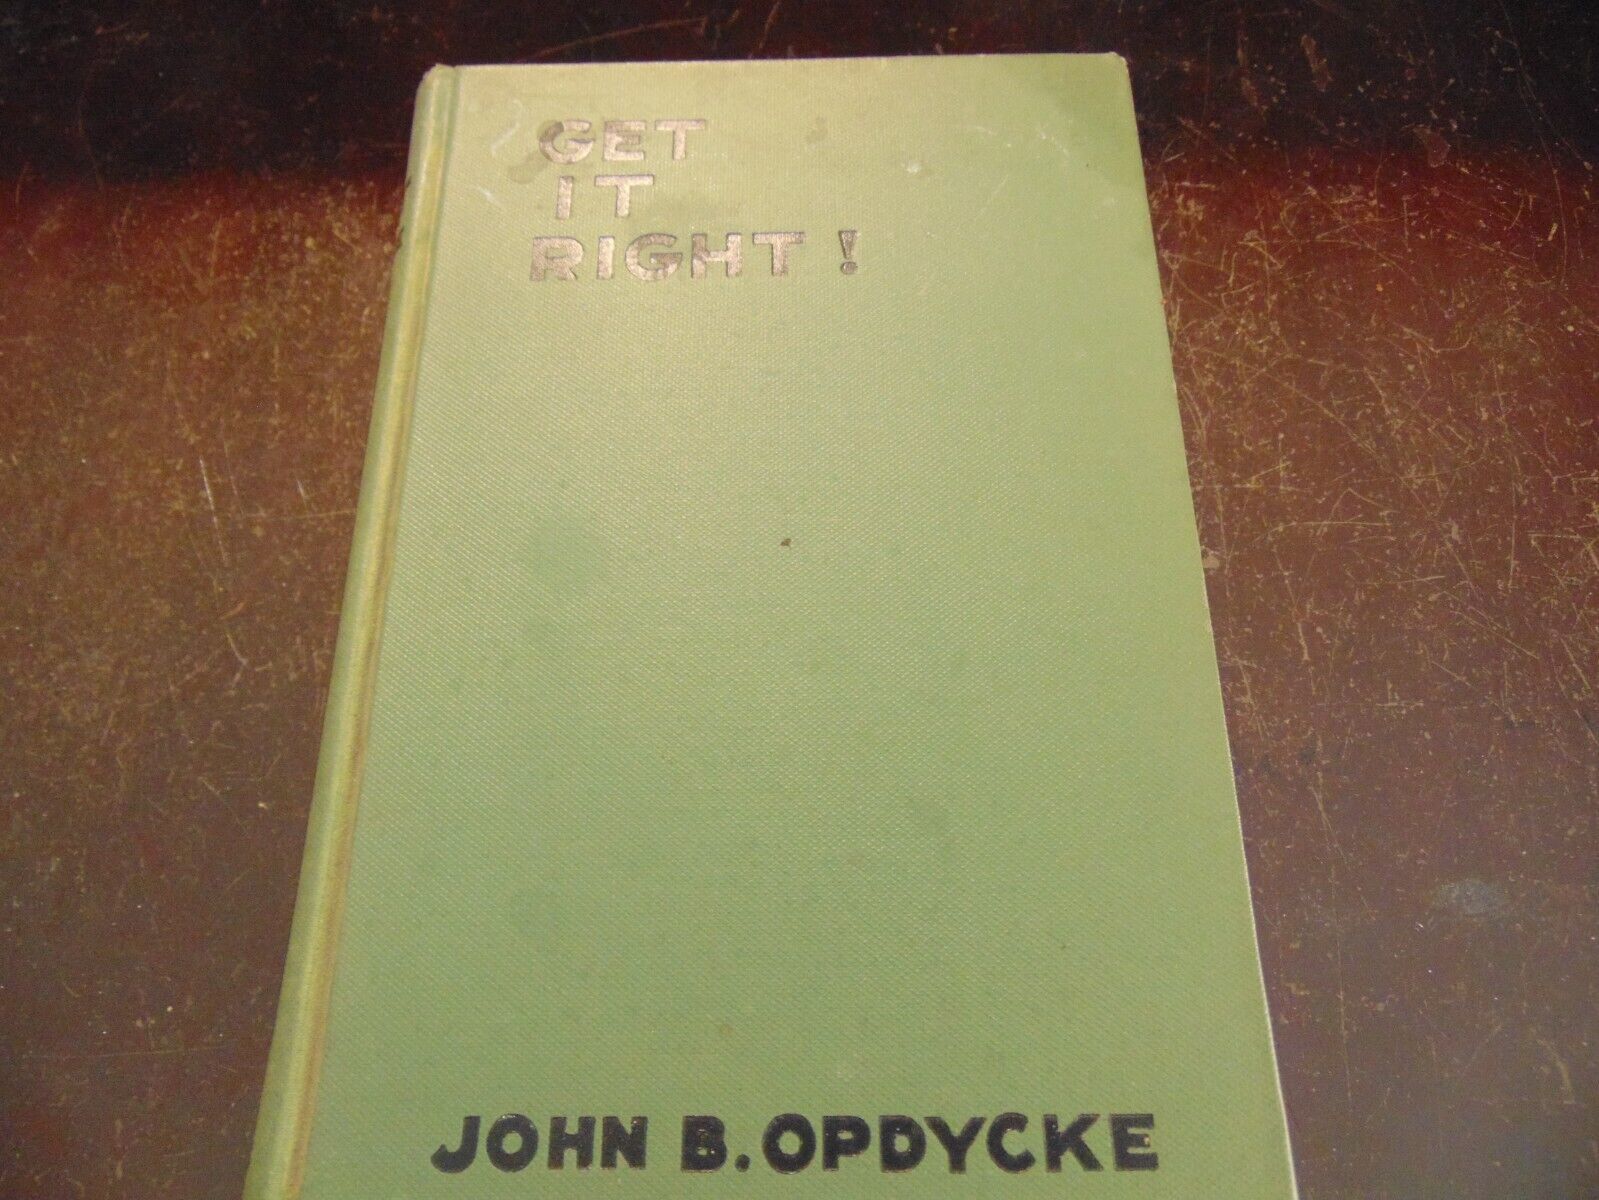 GET
IT
RIGHT!
JOHN B. OPDYCKE